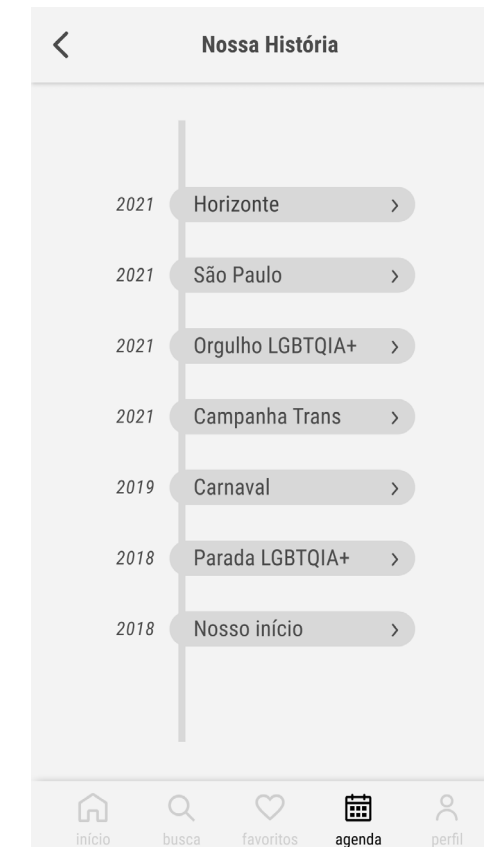 Nossa História
2021 Horizonte
2021 São Paulo
2021 Orgulho LGBTQIA+
2021 Campanha Trans
2019 Carnaval
2018 Parada LGBTQIA+
2018 Nosso início
início busca favoritos agenda perfil